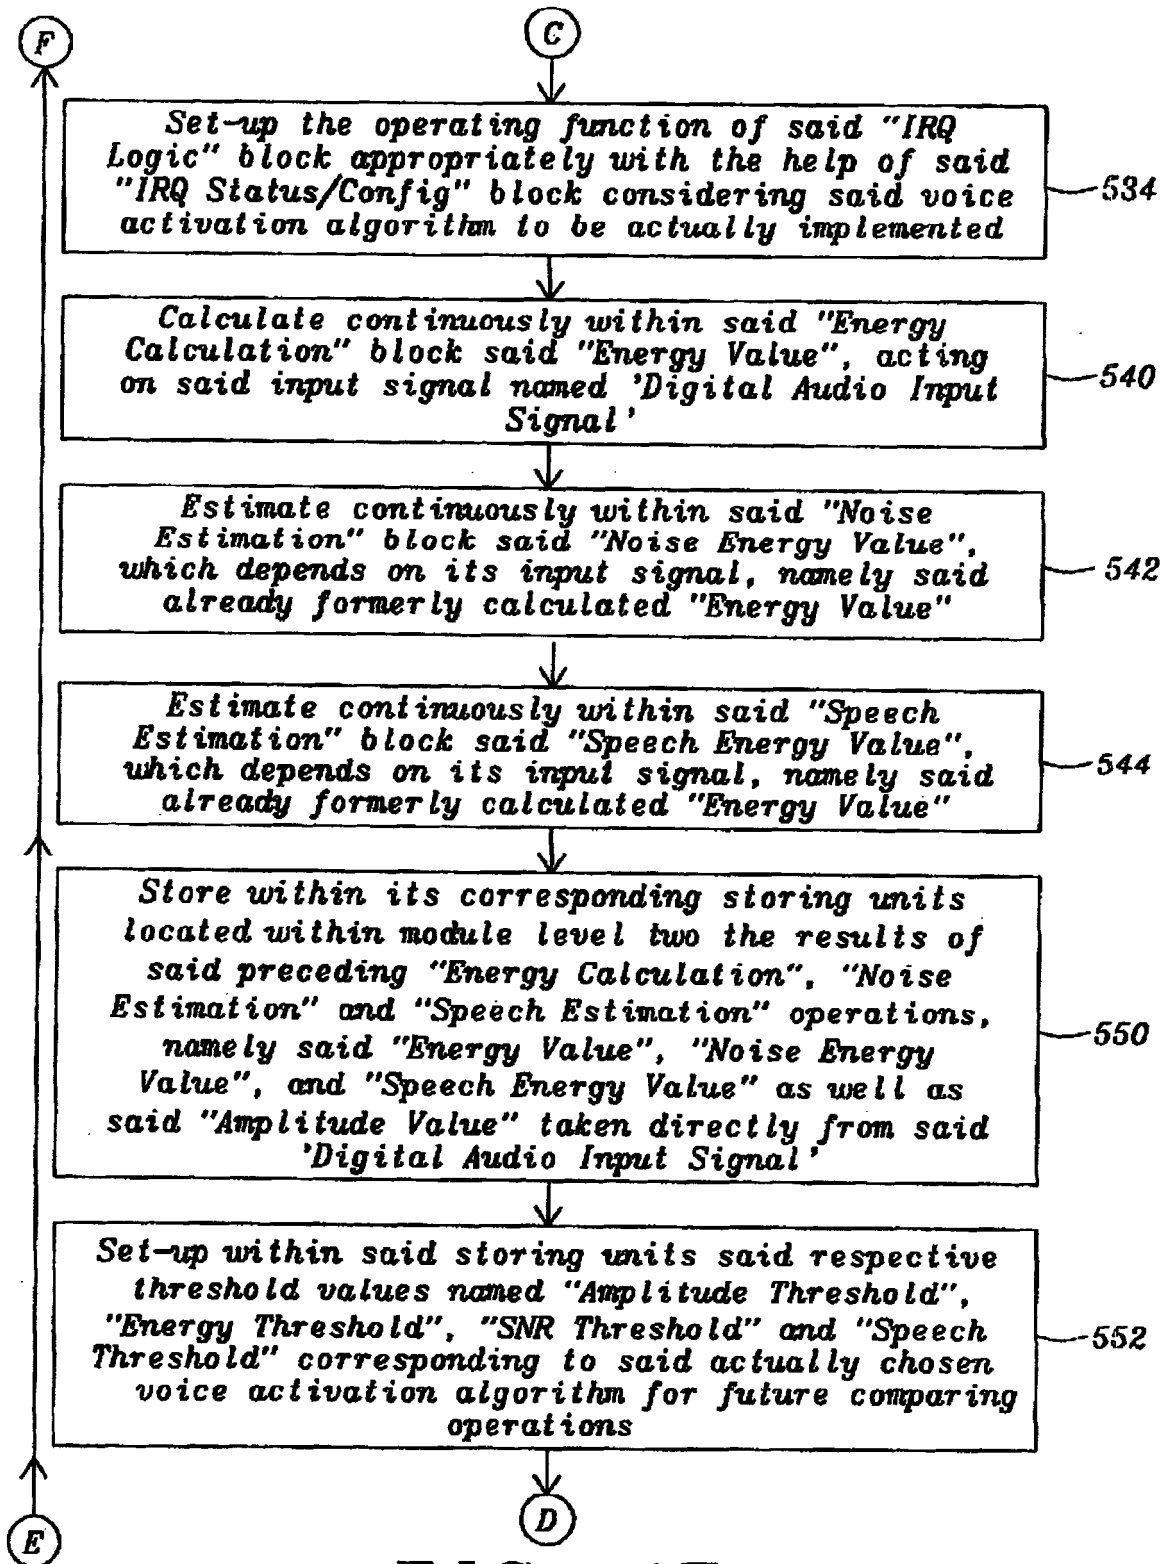 F
C
Set-up the operating function of said "IRQ
Logic" block appropriately with the help of said
"IRQ Status/Config" block considering said voice
activation algorithm to be actually implemented
534
Calculate continuously within said "Energy
Calculation" block said "Energy Value", acting
on said input signal named 'Digital Audio Input
Signal'
540
Estimate continuously within said "Noise
Estimation" block said "Noise Energy Value",
which depends on its input signal, namely said
already formerly calculated "Energy Value"
542
Estimate continuously within said "Speech
Estimation" block said "Speech Energy Value",
which depends on its input signal, namely said
already formerly calculated "Energy Value"
544
Store within its corresponding storing units
located within module level two the results of
said preceding "Energy Calculation", "Noise
Estimation" and "Speech Estimation" operations,
namely said "Energy Value", "Noise Energy
Value", and "Speech Energy Value" as well as
said "Amplitude Value" taken directly from said
'Digital Audio Input Signal'
550
Set-up within said storing units said respective
threshold values named "Amplitude Threshold",
"Energy Threshold", "SNR Threshold" and "Speech
Threshold" corresponding to said actually chosen
voice activation algorithm for future comparing
operations
552
E
D